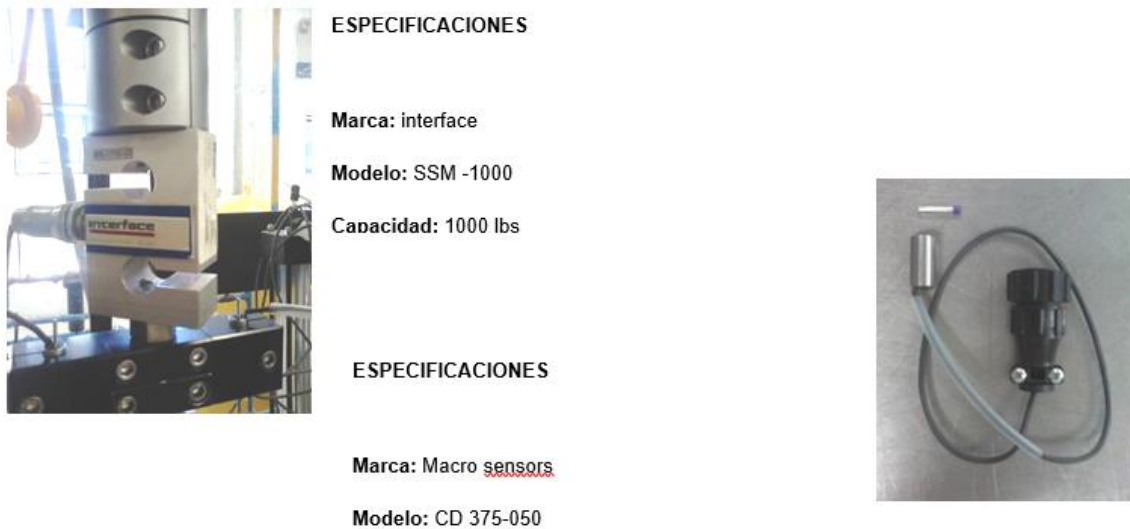 ESPECIFICACIONES
Marca: interface
Modelo: SSM -1000
Capacidad: 1000 lbs
interface
ESPECIFICACIONES
Marca: Macro sensors
Modelo: CD 375-050